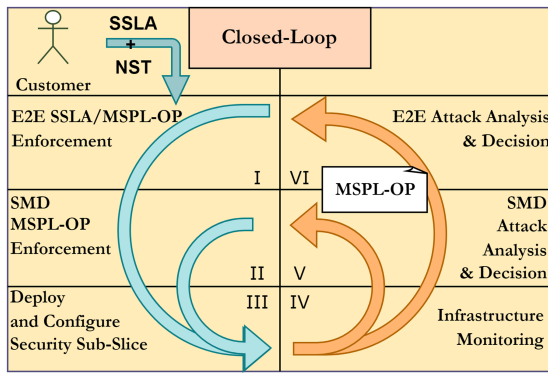 SSLA
+
NST
Customer
Closed-Loop
E2E SSLA/MSPL-OP
Enforcement
I
VI
E2E Attack Analysis
& Decision
MSPL-OP
SMD
MSPL-OP
Enforcement
II
V
SMD
Attack
Analysis
& Decision
Deploy
and Configure
Security Sub-Slice
III
IV
Infrastructure
Monitoring